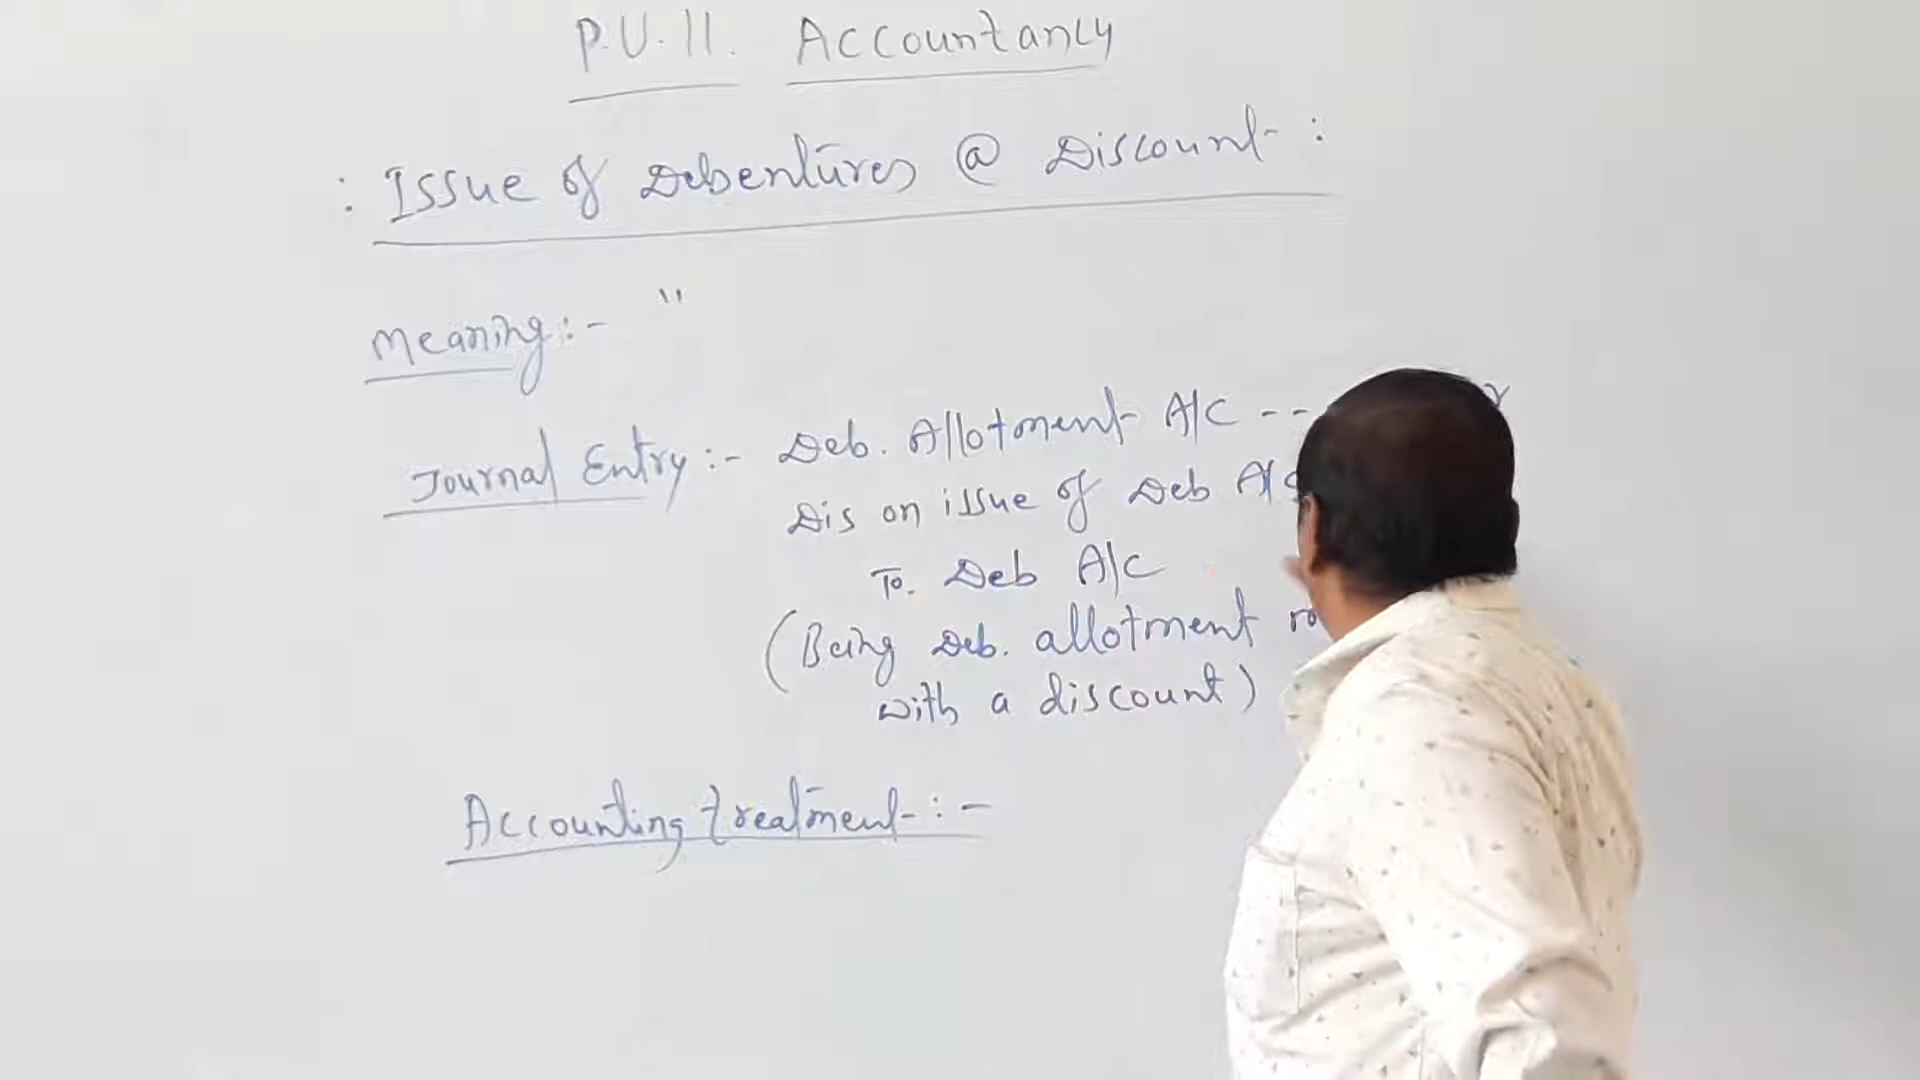 P.U.II. Accountancy
: Issue of Debentures @ Discount :
Meaning:- "
Journal Entry:- Deb. Allotment A/C --
Dis on issue of Deb A/c
To. Deb A/C
(Being Deb. allotment
with a discount)
Accounting treatment:-